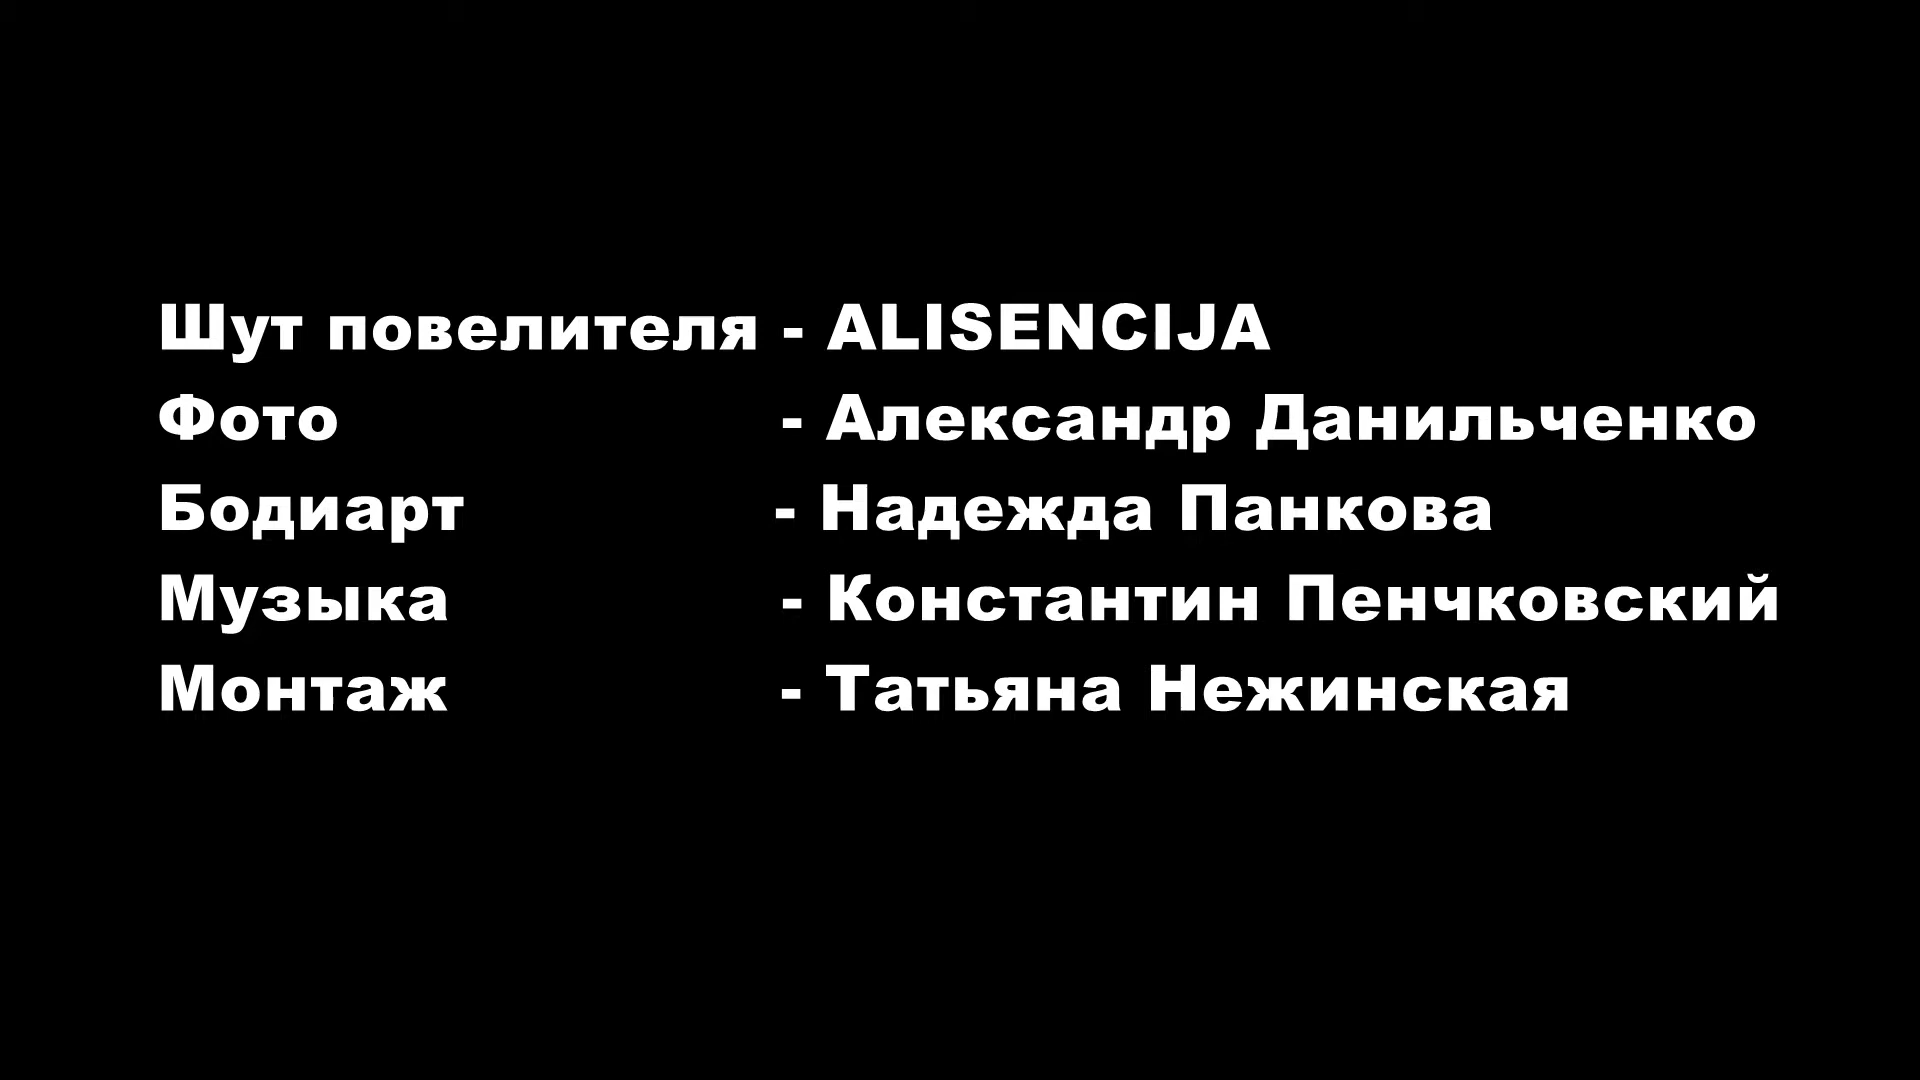 Шут повелителя - ALISENCIJA
Фото - Александр Данильченко
Бодиарт - Надежда Панкова
Музыка - Константин Пенчковский
Монтаж - Татьяна Нежинская